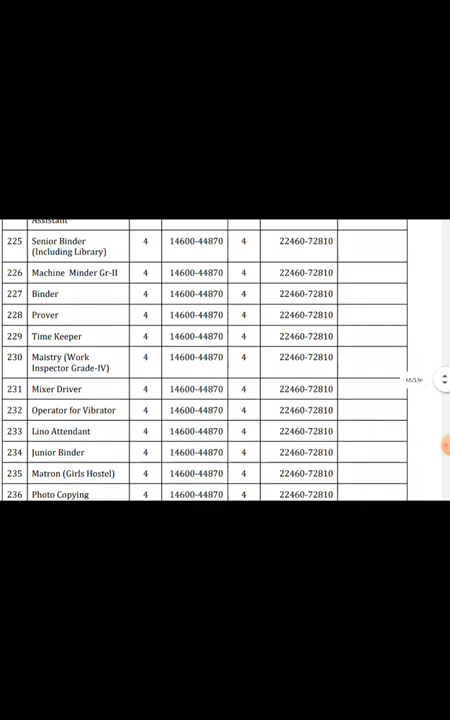 Assistant
225 Senior Binder (Including Library) 4 14600-44870 4 22460-72810
226 Machine Minder Gr-II 4 14600-44870 4 22460-72810
227 Binder 4 14600-44870 4 22460-72810
228 Prover 4 14600-44870 4 22460-72810
229 Time Keeper 4 14600-44870 4 22460-72810
230 Maistry (Work Inspector Grade-IV) 4 14600-44870 4 22460-72810
231 Mixer Driver 4 14600-44870 4 22460-72810
232 Operator for Vibrator 4 14600-44870 4 22460-72810
233 Lino Attendant 4 14600-44870 4 22460-72810
234 Junior Binder 4 14600-44870 4 22460-72810
235 Matron (Girls Hostel) 4 14600-44870 4 22460-72810
236 Photo Copying 4 14600-44870 4 22460-72810